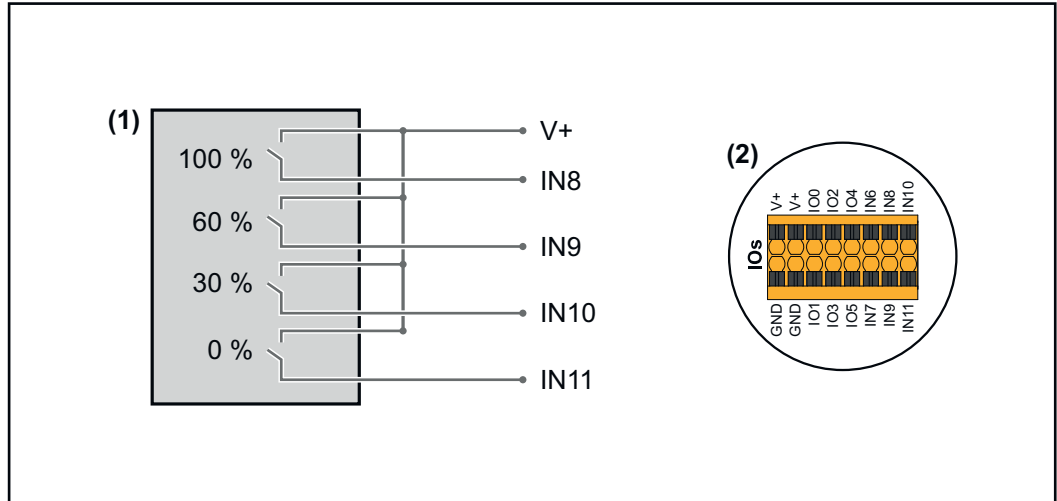 (1)
100 %
60 %
30 %
0 %
V+
IN8
IN9
IN10
IN11
(2)
IOs
V+
V+
IO0
IO2
IO4
IN6
IN8
IN10
GND
GND
IO1
IO3
IO5
IN7
IN9
IN11